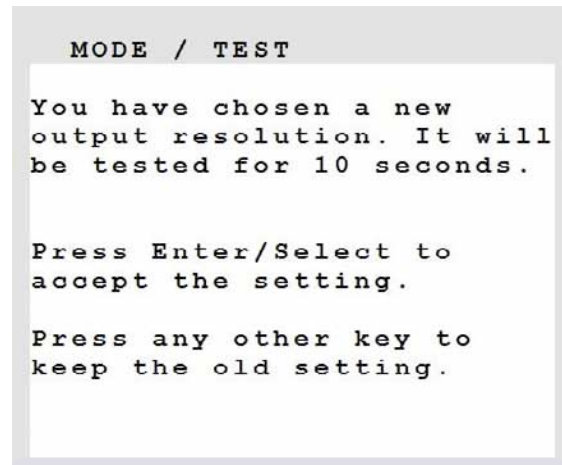 MODE / TEST
You have chosen a new
output resolution. It will
be tested for 10 seconds.
Press Enter/Select to
accept the setting.
Press any other key to
keep the old setting.